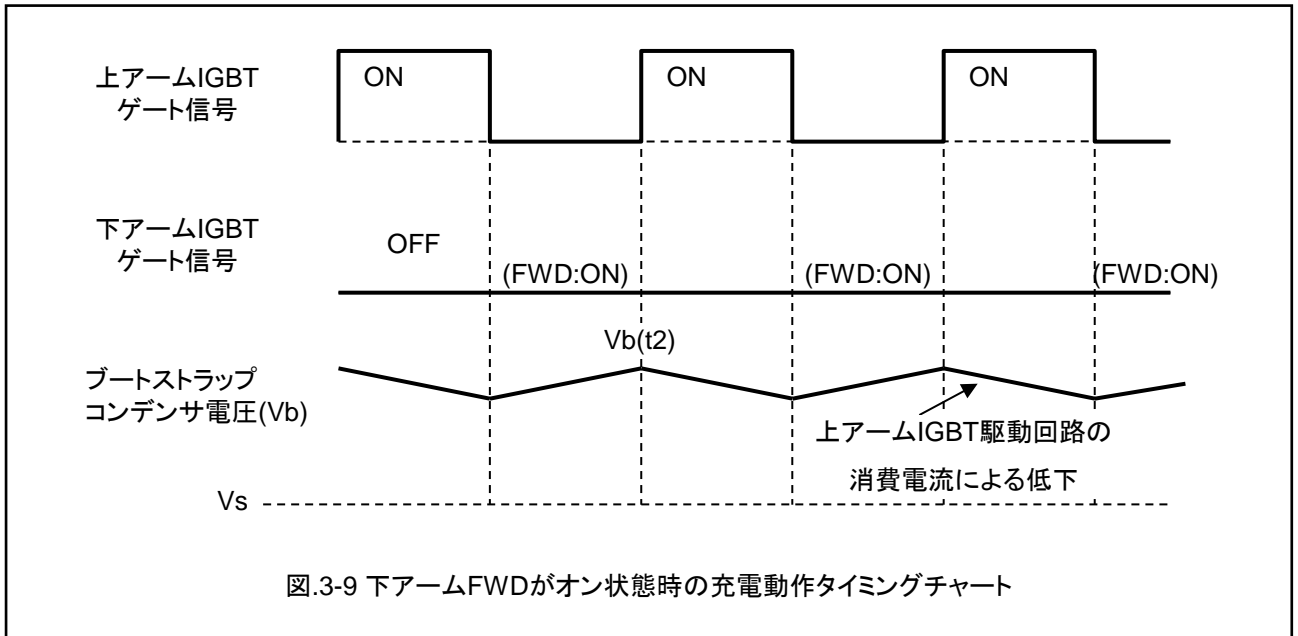 上アームIGBT
ゲート信号
ON
ON
ON
下アームIGBT
ゲート信号
OFF
(FWD:ON)
(FWD:ON)
(FWD:ON)
Vb(t2)
ブートストラップ
コンデンサ電圧(Vb)
上アームIGBT駆動回路の
消費電流による低下
Vs
図.3-9 下アームFWDがオン状態時の充電動作タイミングチャート